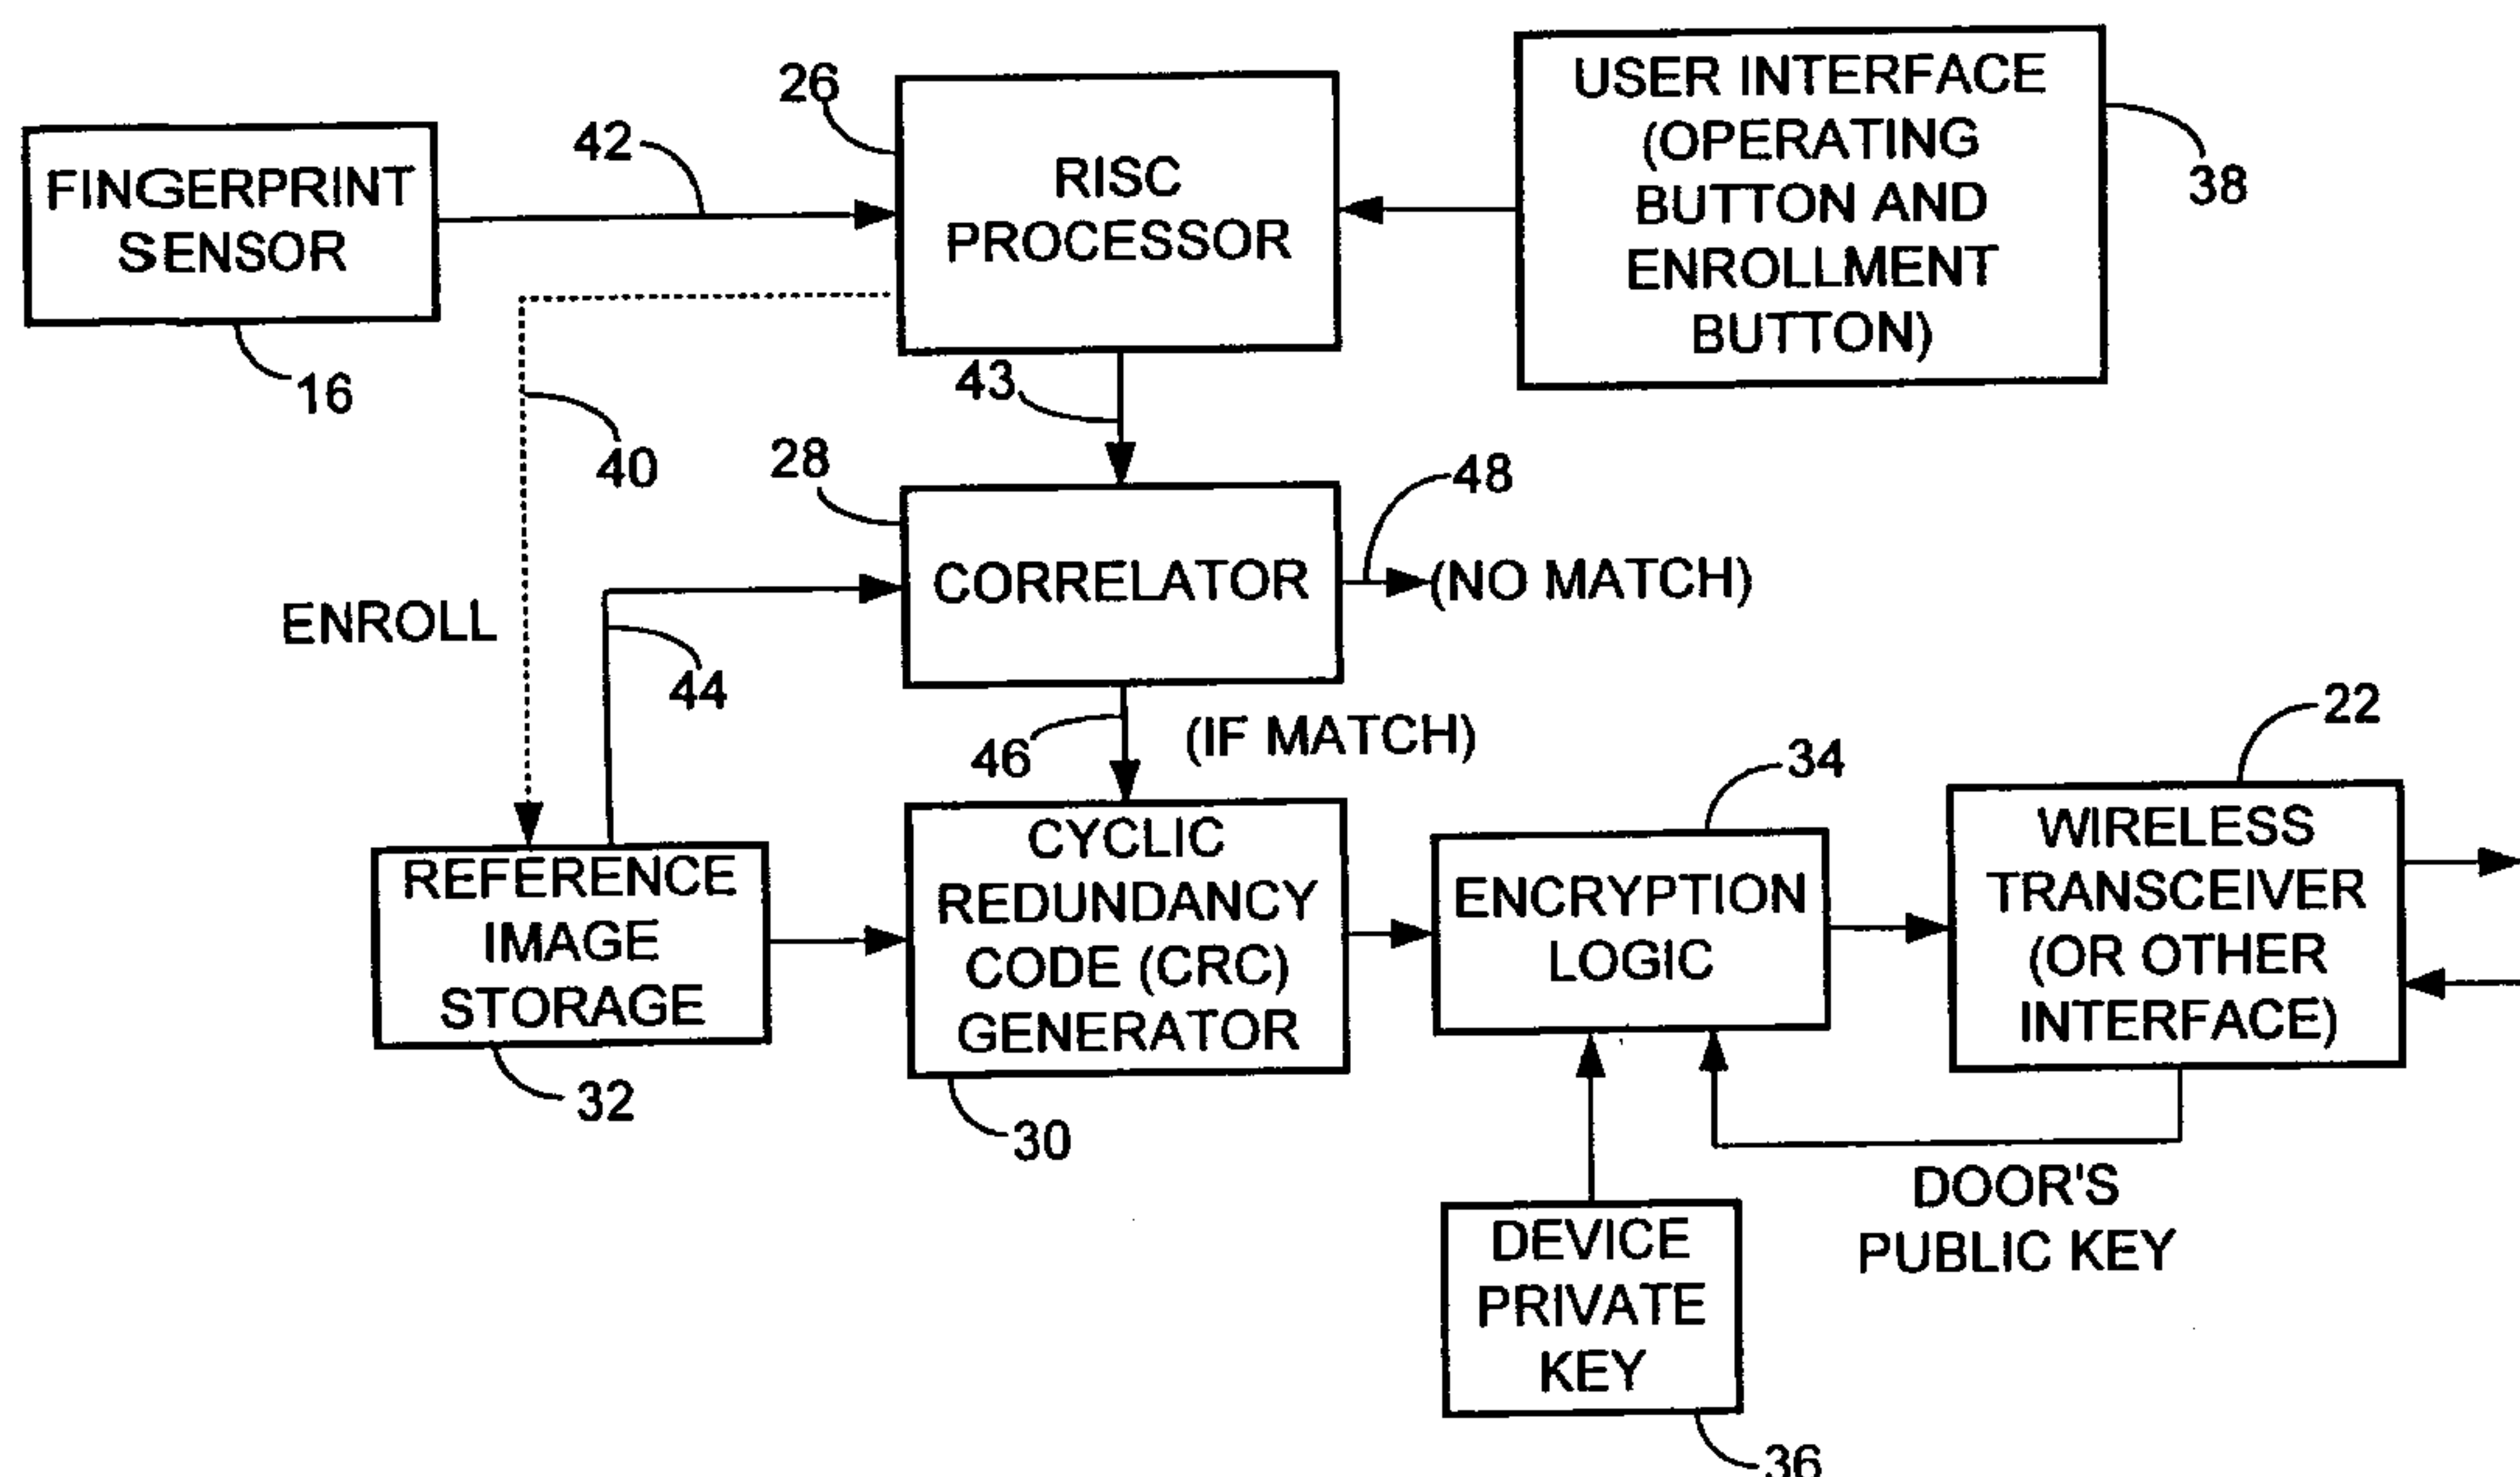 26
42
FINGERPRINT
SENSOR
16
RISC
PROCESSOR
USER INTERFACE
(OPERATING
BUTTON AND
ENROLLMENT
BUTTON)
38
40
43
28
CORRELATOR
48
(NO MATCH)
ENROLL
44
46
(IF MATCH)
REFERENCE
IMAGE
STORAGE
32
CYCLIC
REDUNDANCY
CODE (CRC)
GENERATOR
30
34
ENCRYPTION
LOGIC
22
WIRELESS
TRANSCEIVER
(OR OTHER
INTERFACE)
DOOR'S
PUBLIC KEY
DEVICE
PRIVATE
KEY
36